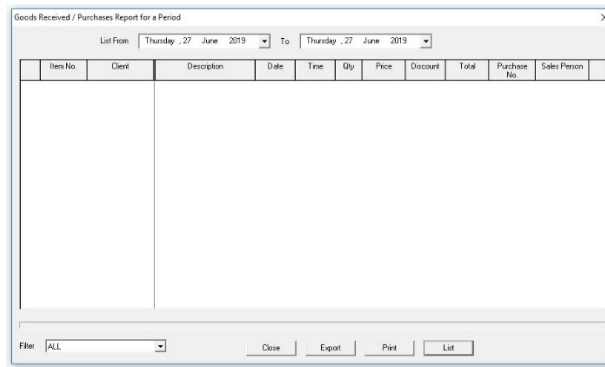 Goods Received / Purchases Report for a Period
List From Thursday , 27 June 2019 To Thursday , 27 June 2019
Item No. Client Description Date Time Qty Price Discount Total Purchase No. Sales Person
Filter ALL Close Export Print List